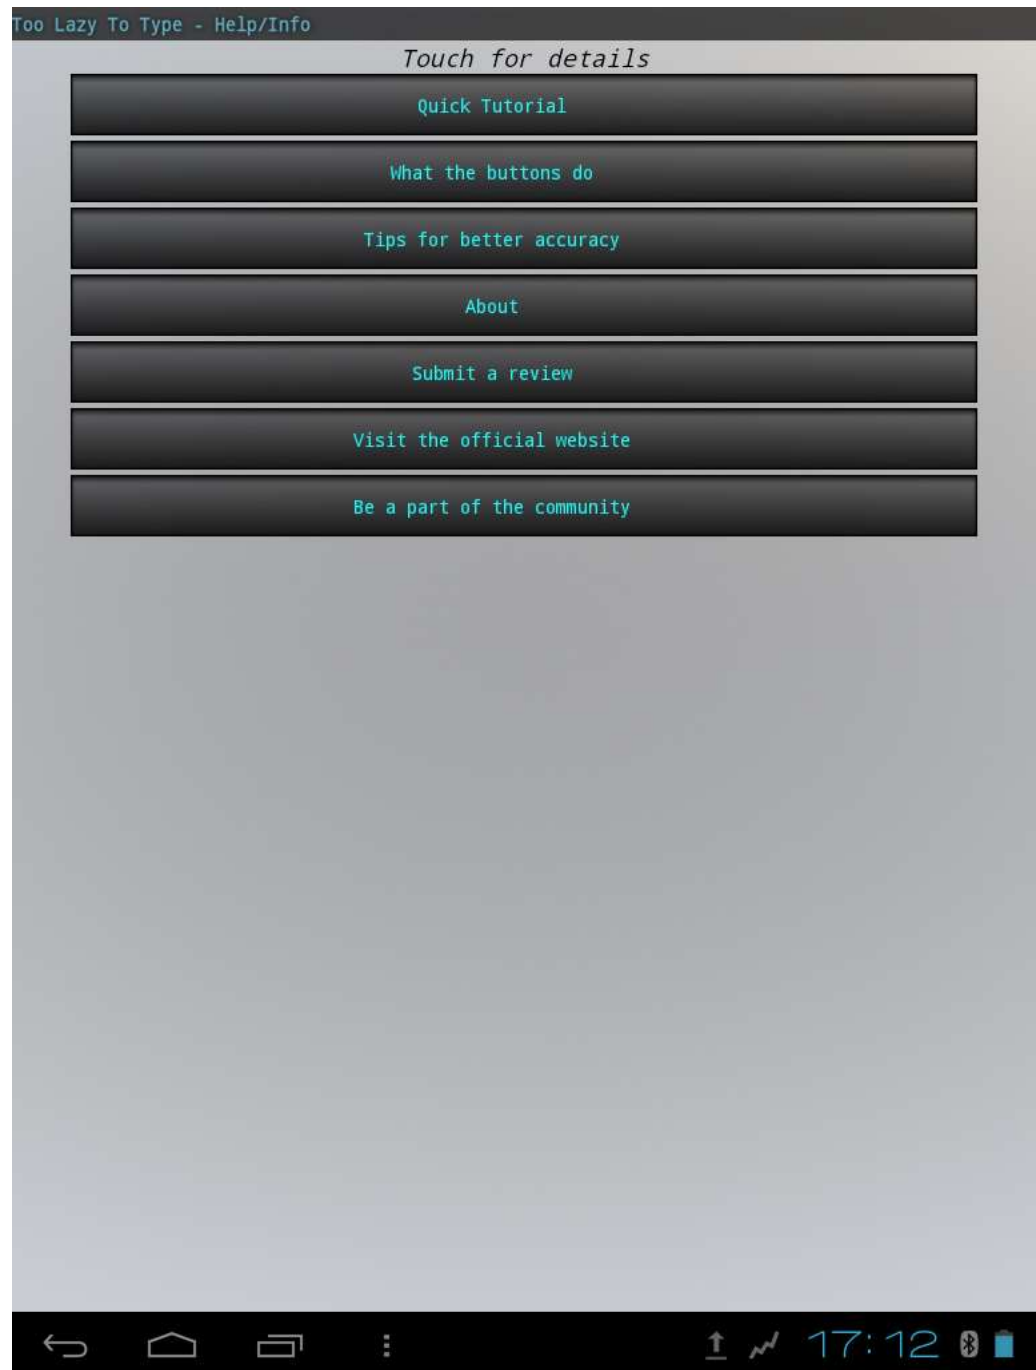 Too Lazy To Type - Help/Info
Touch for details
Quick Tutorial
What the buttons do
Tips for better accuracy
About
Submit a review
Visit the official website
Be a part of the community
17:12